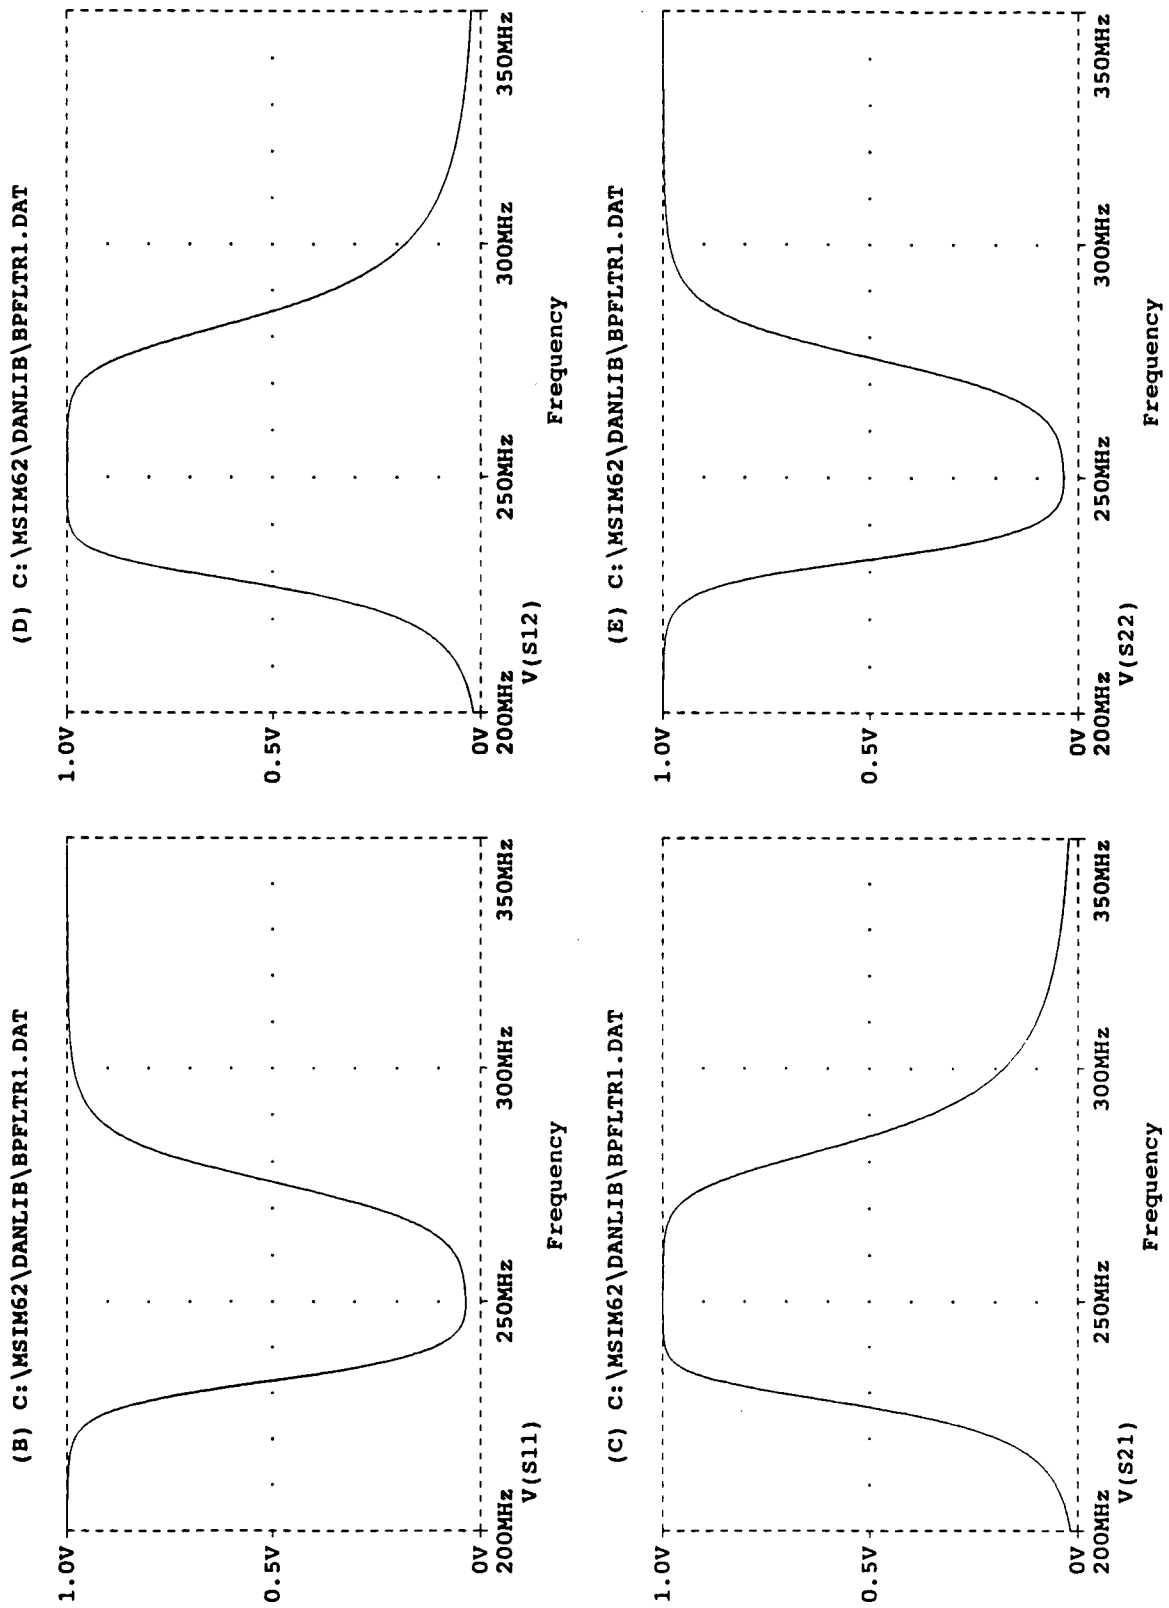 (B) C:\MSIM62\DANLIB\BPFLTR1.DAT
1.0V
0.5V
0V
200MHz 250MHz 300MHz 350MHz
V(S11)
Frequency
(D) C:\MSIM62\DANLIB\BPFLTR1.DAT
1.0V
0.5V
0V
200MHz 250MHz 300MHz 350MHz
V(S12)
Frequency
(C) C:\MSIM62\DANLIB\BPFLTR1.DAT
1.0V
0.5V
0V
200MHz 250MHz 300MHz 350MHz
V(S21)
Frequency
(E) C:\MSIM62\DANLIB\BPFLTR1.DAT
1.0V
0.5V
0V
200MHz 250MHz 300MHz 350MHz
V(S22)
Frequency